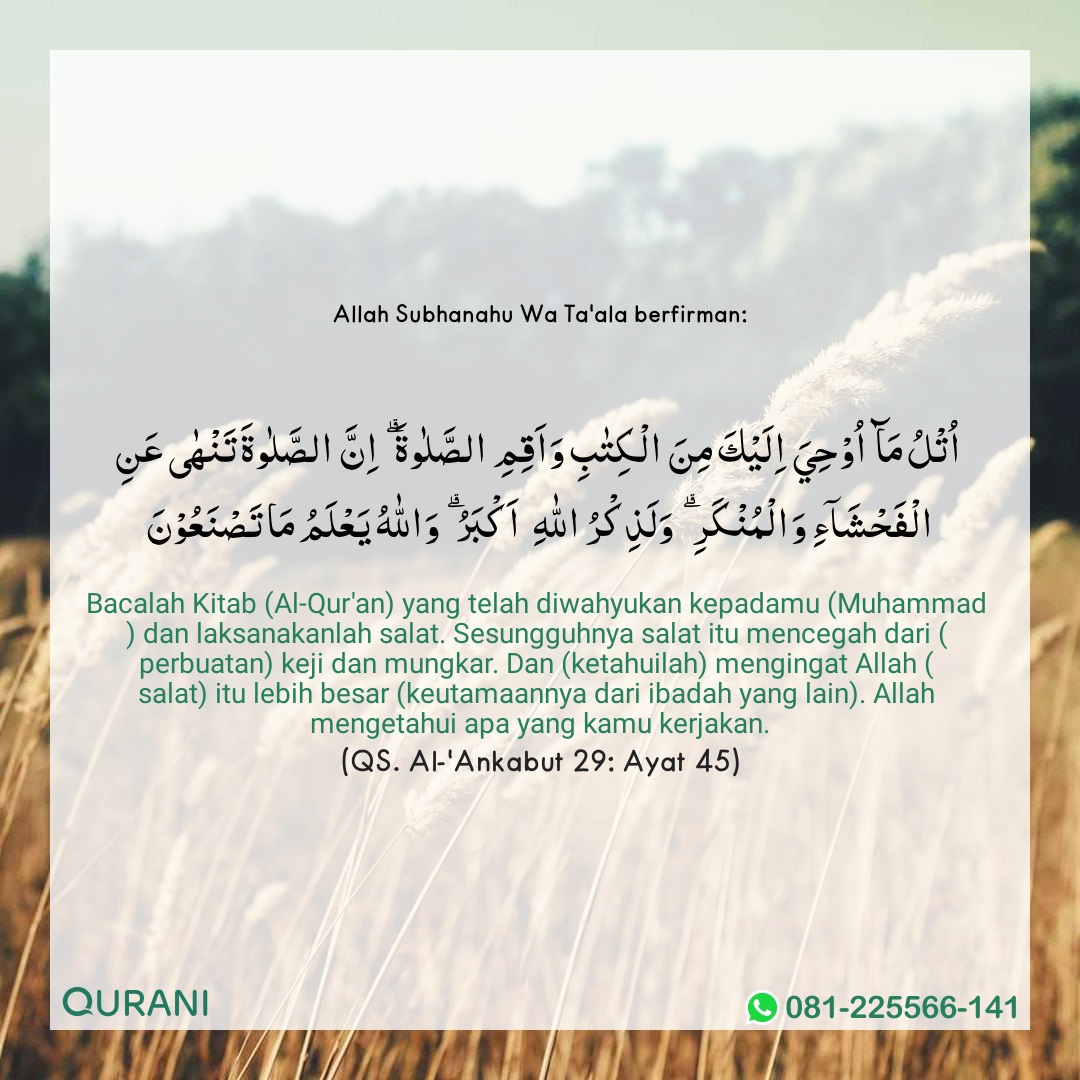 Allah Subhanahu Wa Ta'ala berfirman:
اُتْلُ مَاۤ اُوْحِيَ اِلَيْكَ مِنَ الْكِتٰبِ وَاَقِمِ الصَّلٰوةَ ۗ اِنَّ الصَّلٰوةَ تَنْهٰى عَنِ
الْفَحْشَآءِ وَالْمُنْكَرِ ۗ وَلَذِكْرُ اللّٰهِ اَكْبَرُ ۗ وَاللّٰهُ يَعْلَمُ مَا تَصْنَعُوْنَ
Bacalah Kitab (Al-Qur'an) yang telah diwahyukan kepadamu (Muhammad
) dan laksanakanlah salat. Sesungguhnya salat itu mencegah dari (
perbuatan) keji dan mungkar. Dan (ketahuilah) mengingat Allah (
salat) itu lebih besar (keutamaannya dari ibadah yang lain). Allah
mengetahui apa yang kamu kerjakan.
(QS. Al-'Ankabut 29: Ayat 45)
QURANI
081-225566-141